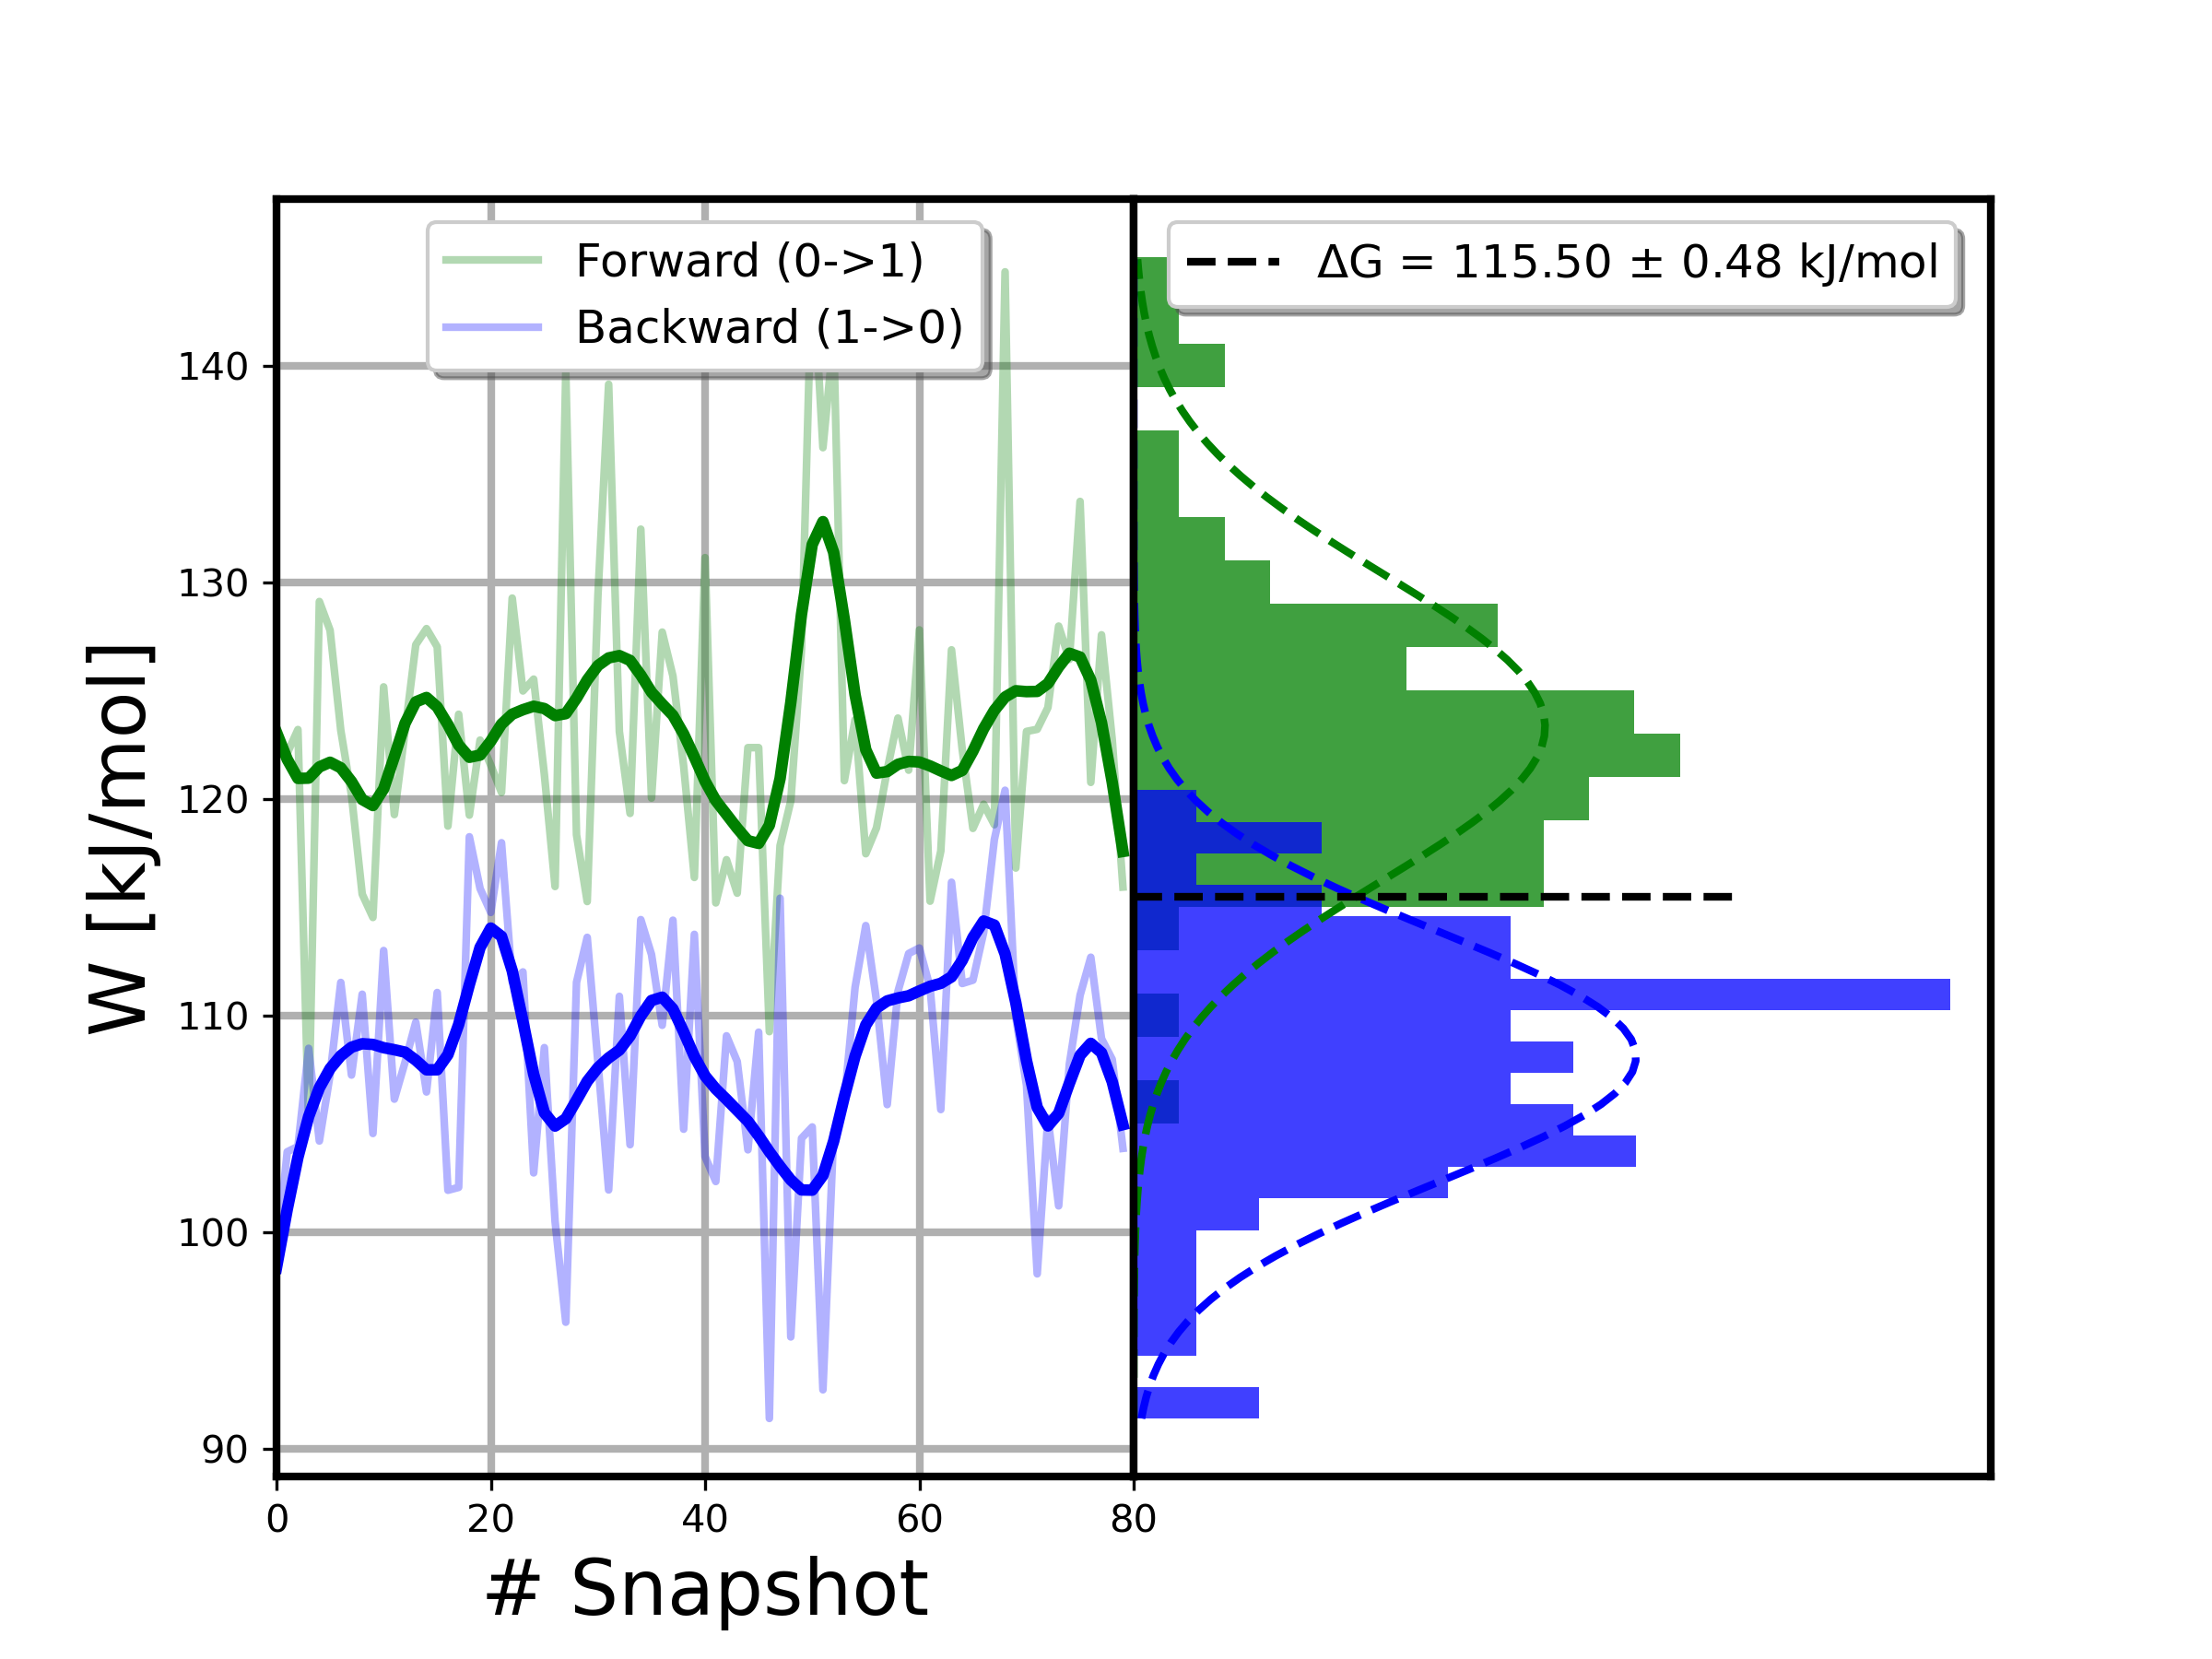 Forward (0->1)
Backward (1->0)
ΔG = 115.50 ± 0.48 kJ/mol
W [kJ/mol]
140
130
120
110
100
90
0 20 40 60 80
# Snapshot